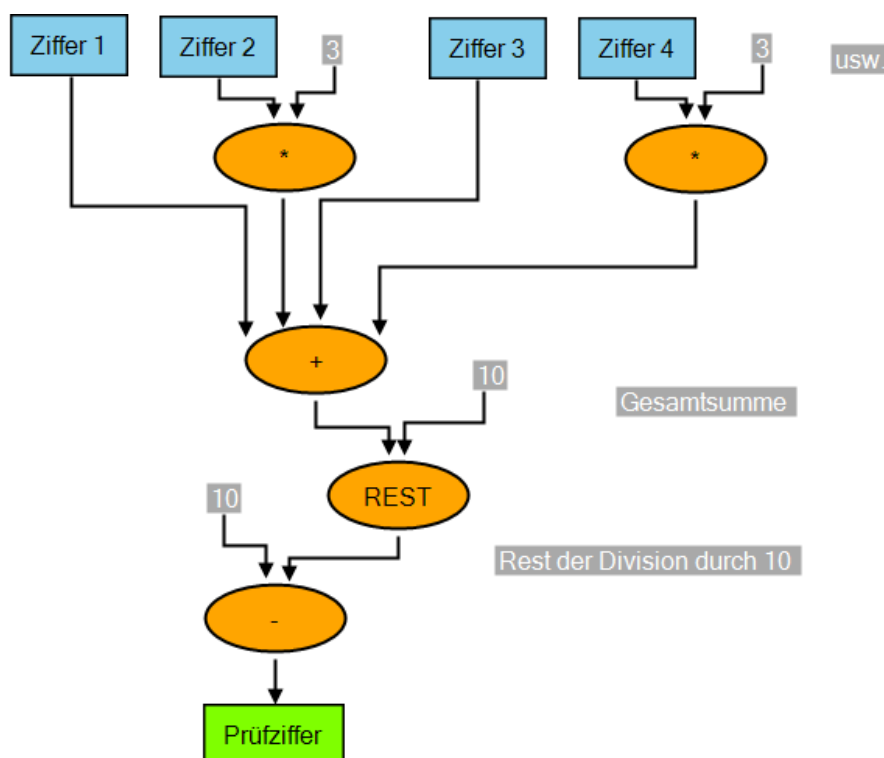 Ziffer 1
Ziffer 2
3
Ziffer 3
Ziffer 4
3
usw.
*
*
+
10
Gesamtsumme
REST
10
Rest der Division durch 10
-
Prüfziffer